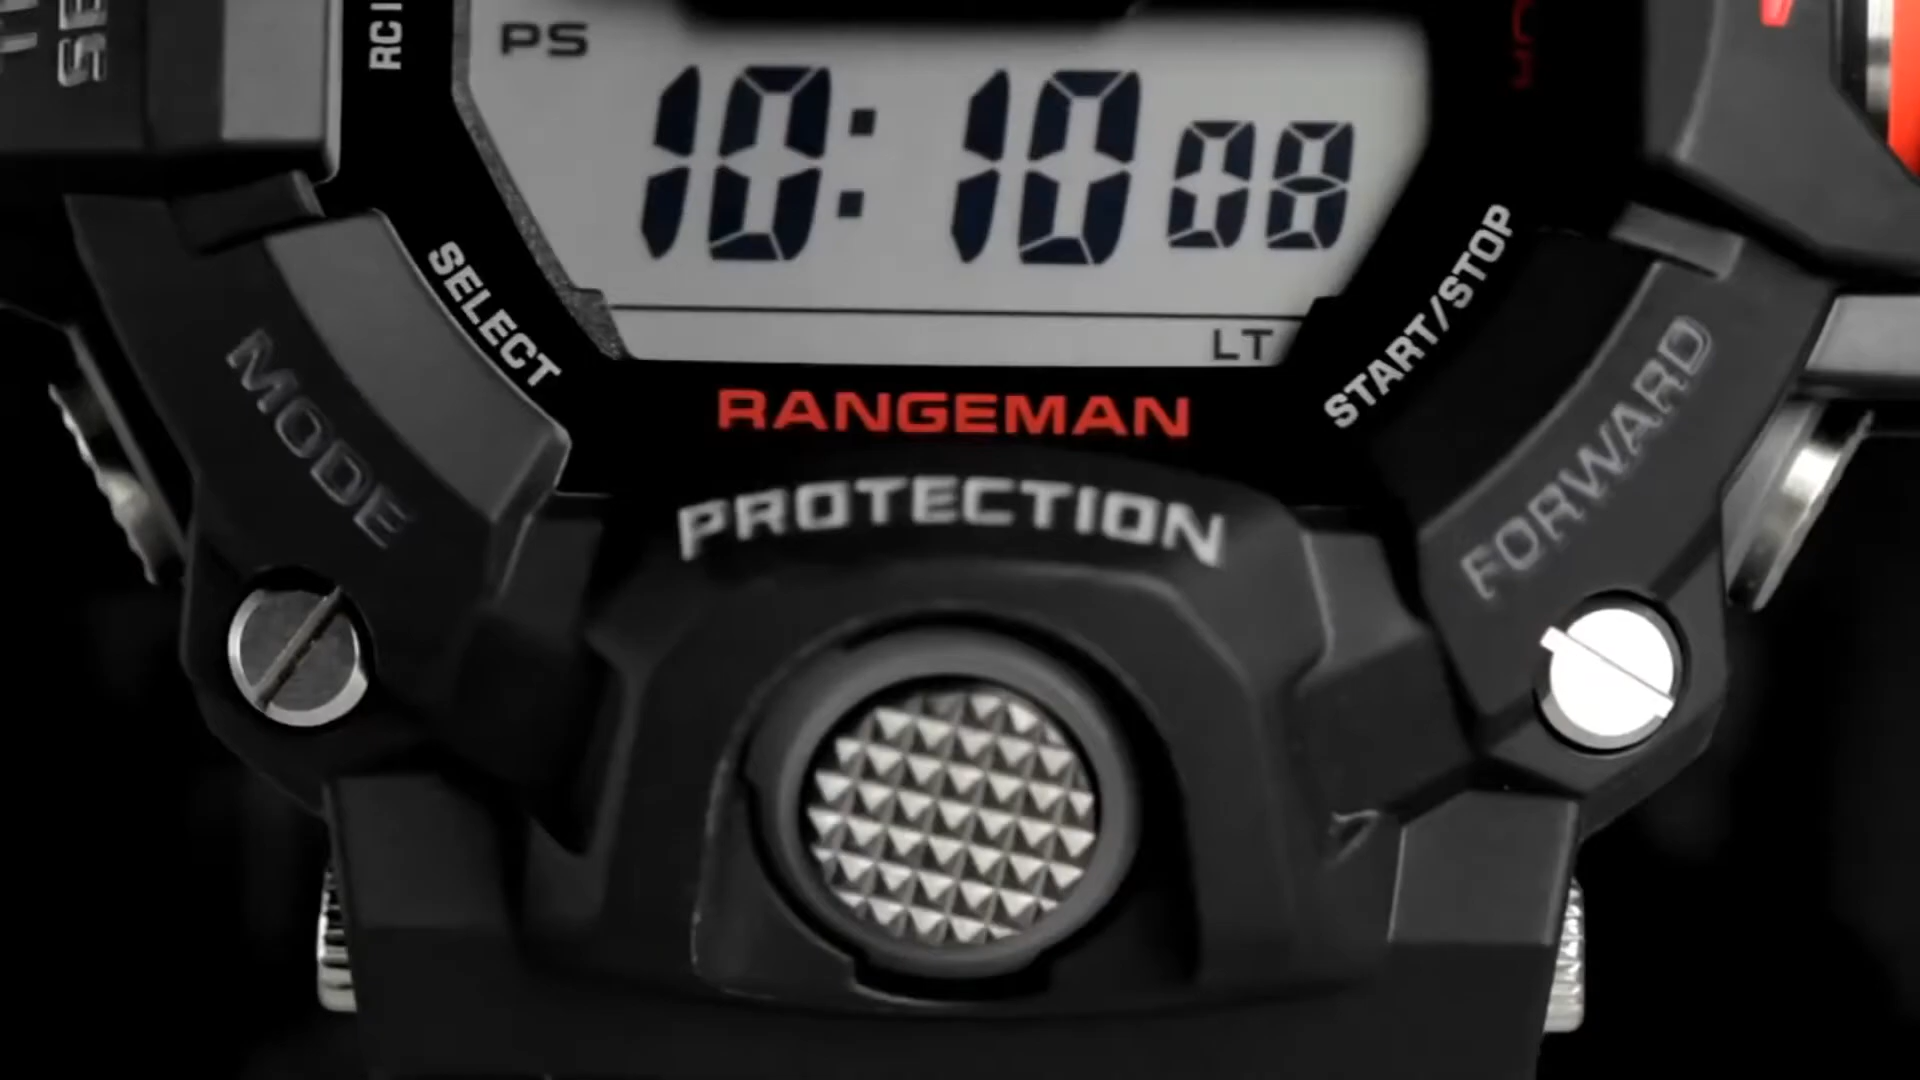 PS
10:10 08
LT
SELECT
START/STOP
MODE
FORWARD
RANGEMAN
PROTECTION